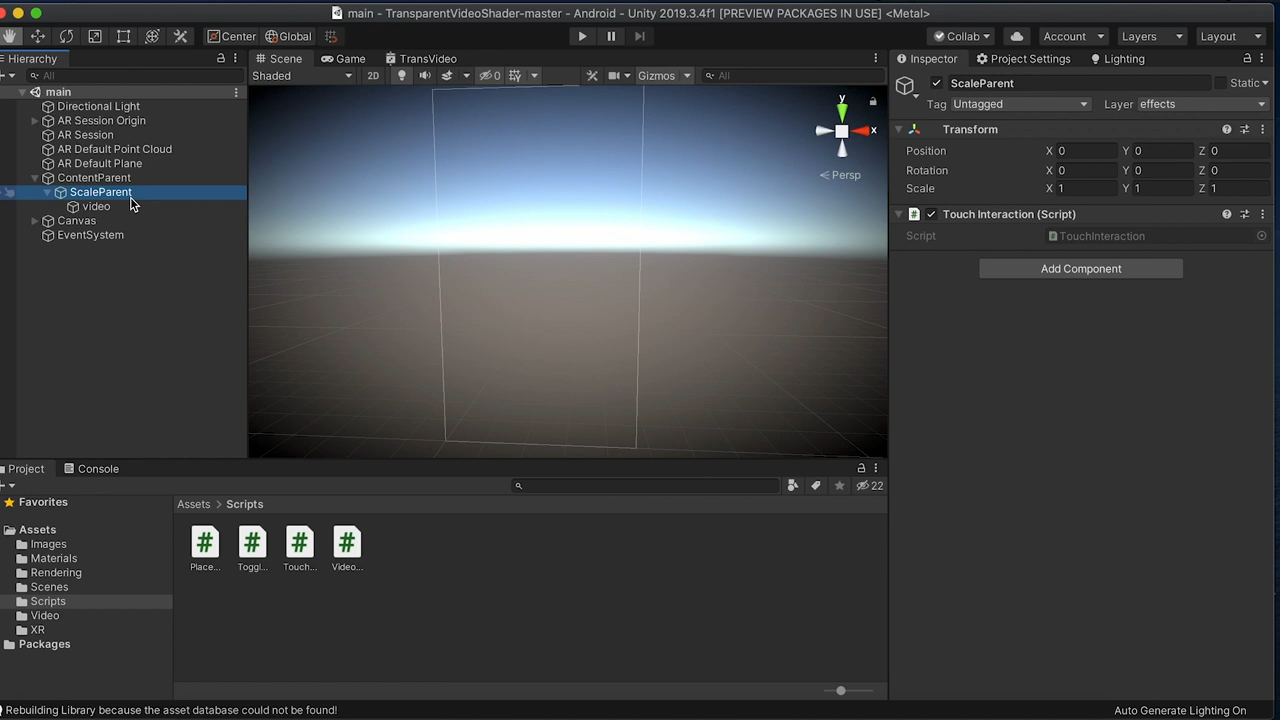 main - TransparentVideoShader-master - Android - Unity 2019.3.4f1 [PREVIEW PACKAGES IN USE] <Metal>
Center Global Collab Account Layers Layout
Hierarchy
All
main
Directional Light
AR Session Origin
AR Session
AR Default Point Cloud
AR Default Plane
ContentParent
ScaleParent
video
Canvas
EventSystem
Scene Game TransVideo
Shaded 2D 0 Gizmos All
y
x
Persp
Inspector Project Settings Lighting
ScaleParent Static
Tag Untagged Layer effects
Transform
Position X 0 Y 0 Z 0
Rotation X 0 Y 0 Z 0
Scale X 1 Y 1 Z 1
# Touch Interaction (Script)
Script TouchInteraction
Add Component
Project Console
22
Favorites
Assets
Images
Materials
Rendering
Scenes
Scripts
Video
XR
Packages
Assets > Scripts
# # # #
Place... Toggl... Touch... Video...
Rebuilding Library because the asset database could not be found!
Auto Generate Lighting On